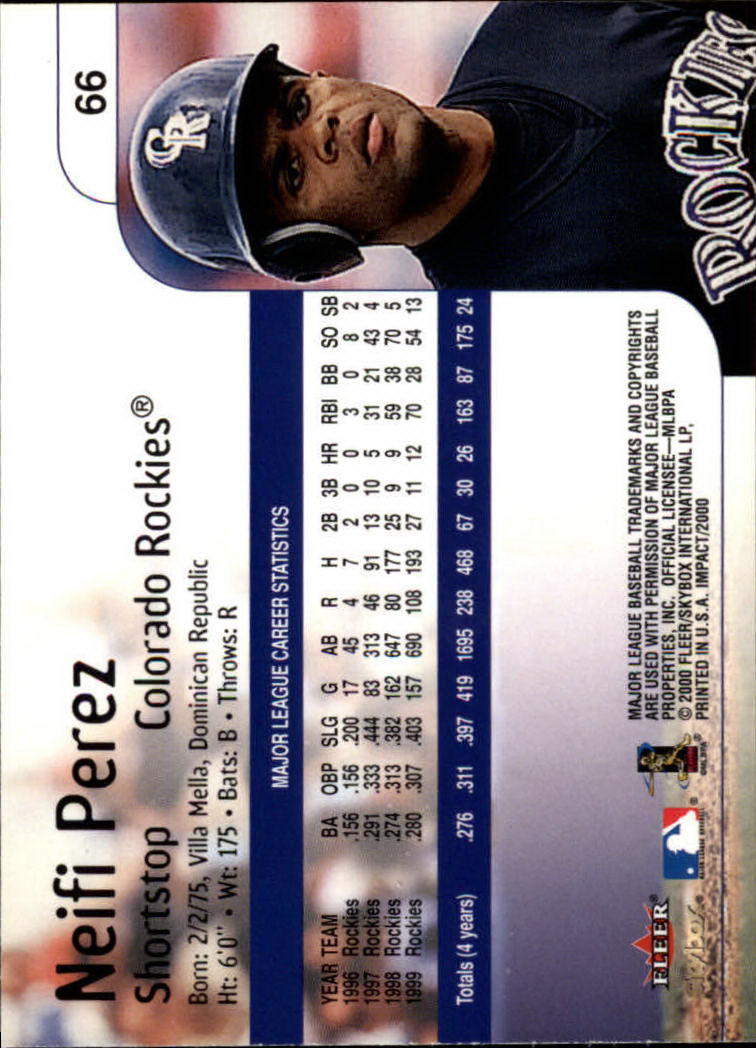 66
Neifi Perez
Shortstop Colorado Rockies®
Born: 2/2/75, Villa Mella, Dominican Republic
Ht: 6'0" • Wt: 175 • Bats: B • Throws: R
MAJOR LEAGUE CAREER STATISTICS
YEAR TEAM BA OBP SLG G AB R H 2B 3B HR RBI BB SO SB
1996 Rockies .156 .156 .200 17 45 4 7 2 0 0 3 0 8 2
1997 Rockies .291 .333 .444 83 313 46 91 13 10 5 31 21 43 4
1998 Rockies .274 .313 .382 162 647 80 177 25 9 9 59 38 70 5
1999 Rockies .280 .307 .403 157 690 108 193 27 11 12 70 28 54 13
Totals (4 years) .276 .311 .397 419 1695 238 468 67 30 26 163 87 175 24
CR
ROCKIES
FLEER
skybox
MAJOR LEAGUE BASEBALL TRADEMARKS AND COPYRIGHTS
ARE USED WITH PERMISSION OF MAJOR LEAGUE BASEBALL
PROPERTIES, INC. OFFICIAL LICENSEE—MLBPA
© 2000 FLEER/SKYBOX INTERNATIONAL LP,
PRINTED IN U.S.A. IMPACT/2000